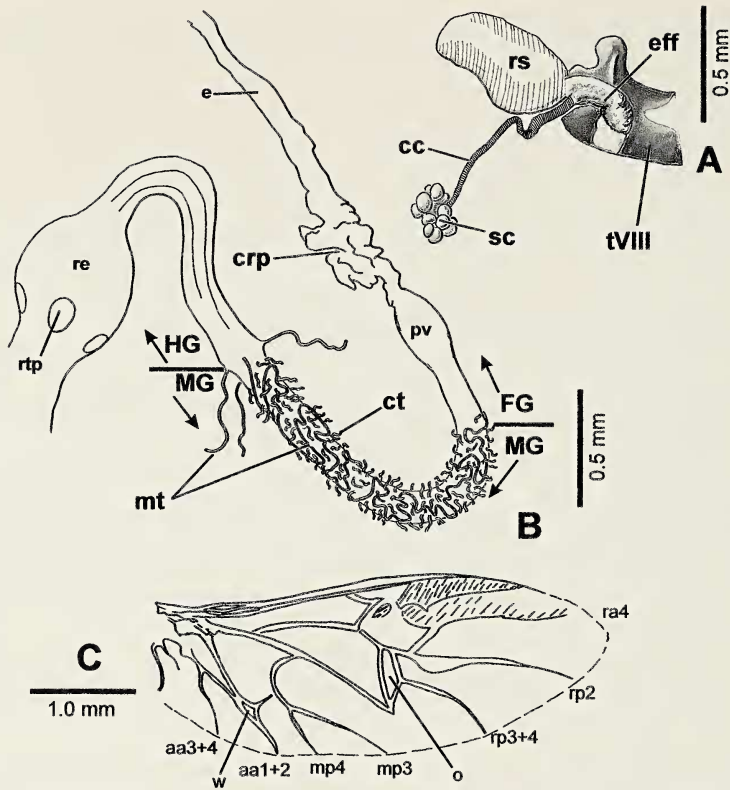 rs
eff
0.5 mm
e
cc
A
sc
tVIII
crp
re
pv
rtp
HG
MG
ct
FG
MG
0.5 mm
mt
B
ra4
C
1.0 mm
rp2
rp3+4
aa3+4
w
aa1+2
mp4
mp3
o